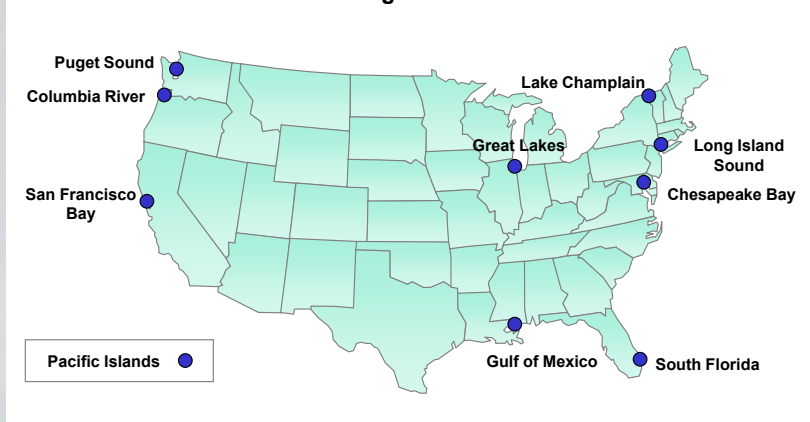 Puget Sound
Columbia River
San Francisco
Bay
Lake Champlain
Great Lakes
Long Island
Sound
Chesapeake Bay
Pacific Islands
Gulf of Mexico
South Florida